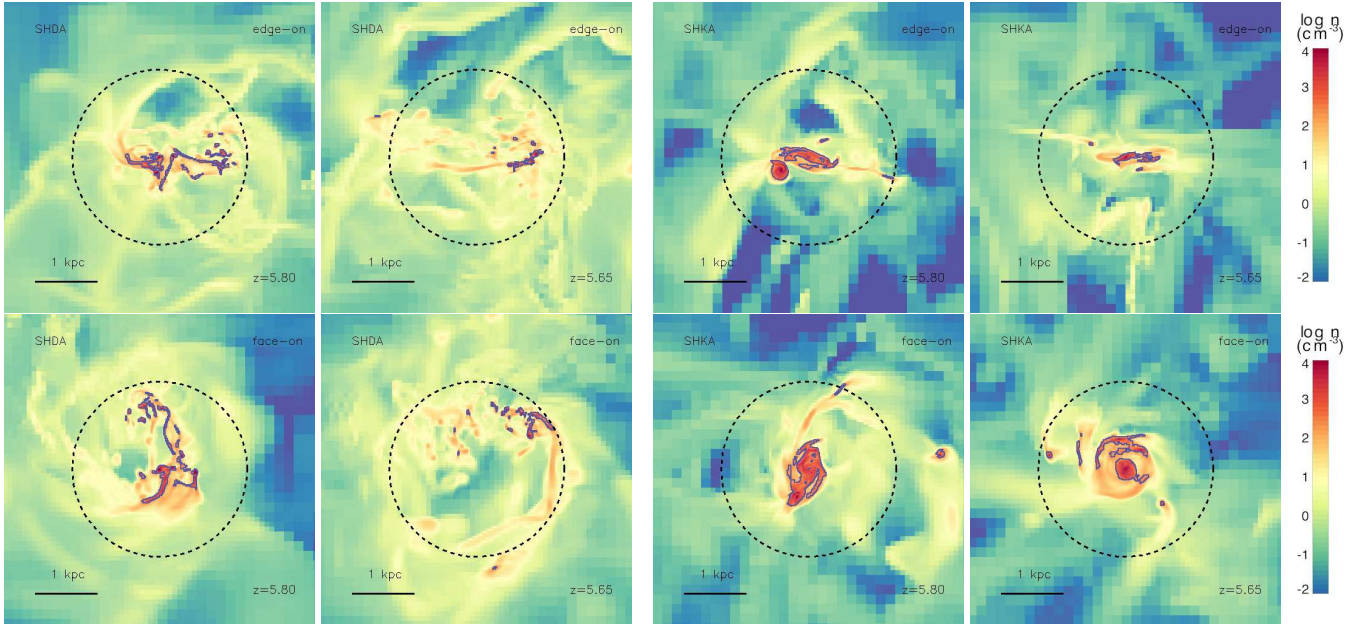 SHDA edge-on
1 kpc
z=5.80
SHDA edge-on
1 kpc
z=5.65
SHKA edge-on
1 kpc
z=5.80
SHKA edge-on
1 kpc
z=5.65
log n
(cm⁻³)
4
3
2
1
0
-1
-2
SHDA face-on
1 kpc
z=5.80
SHDA face-on
1 kpc
z=5.65
SHKA face-on
1 kpc
z=5.80
SHKA face-on
1 kpc
z=5.65
log n
(cm⁻³)
4
3
2
1
0
-1
-2